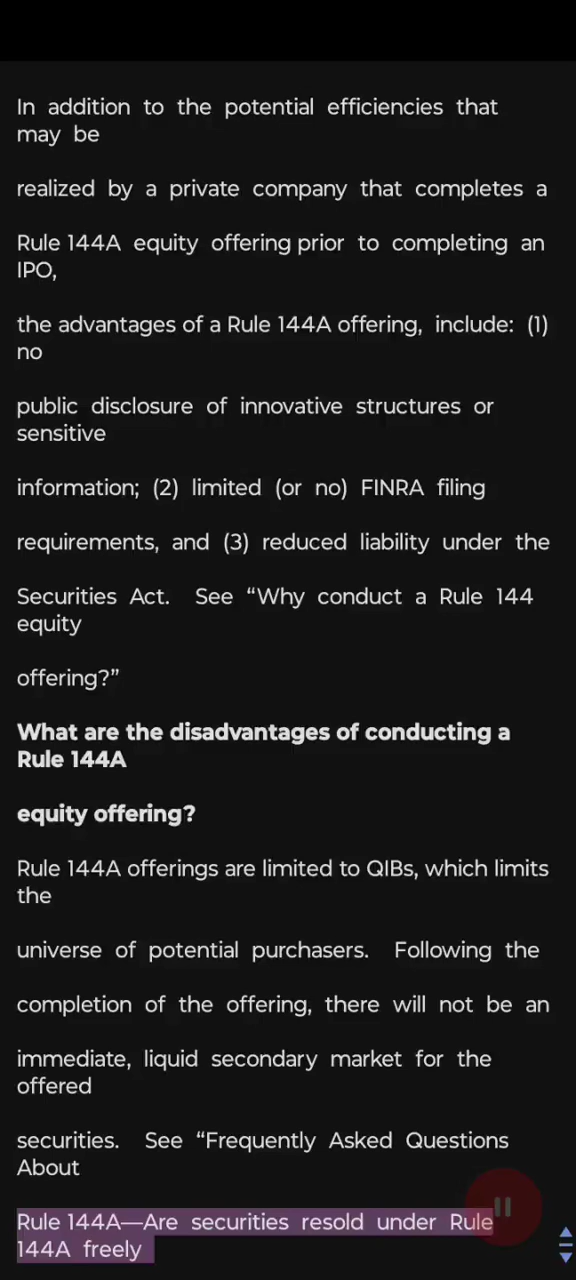 In addition to the potential efficiencies that
may be
realized by a private company that completes a
Rule 144A equity offering prior to completing an
IPO,
the advantages of a Rule 144A offering, include: (1)
no
public disclosure of innovative structures or
sensitive
information; (2) limited (or no) FINRA filing
requirements, and (3) reduced liability under the
Securities Act. See “Why conduct a Rule 144
equity
offering?”
What are the disadvantages of conducting a
Rule 144A
equity offering?
Rule 144A offerings are limited to QIBs, which limits
the
universe of potential purchasers. Following the
completion of the offering, there will not be an
immediate, liquid secondary market for the
offered
securities. See “Frequently Asked Questions
About
Rule 144A—Are securities resold under Rule
144A freely